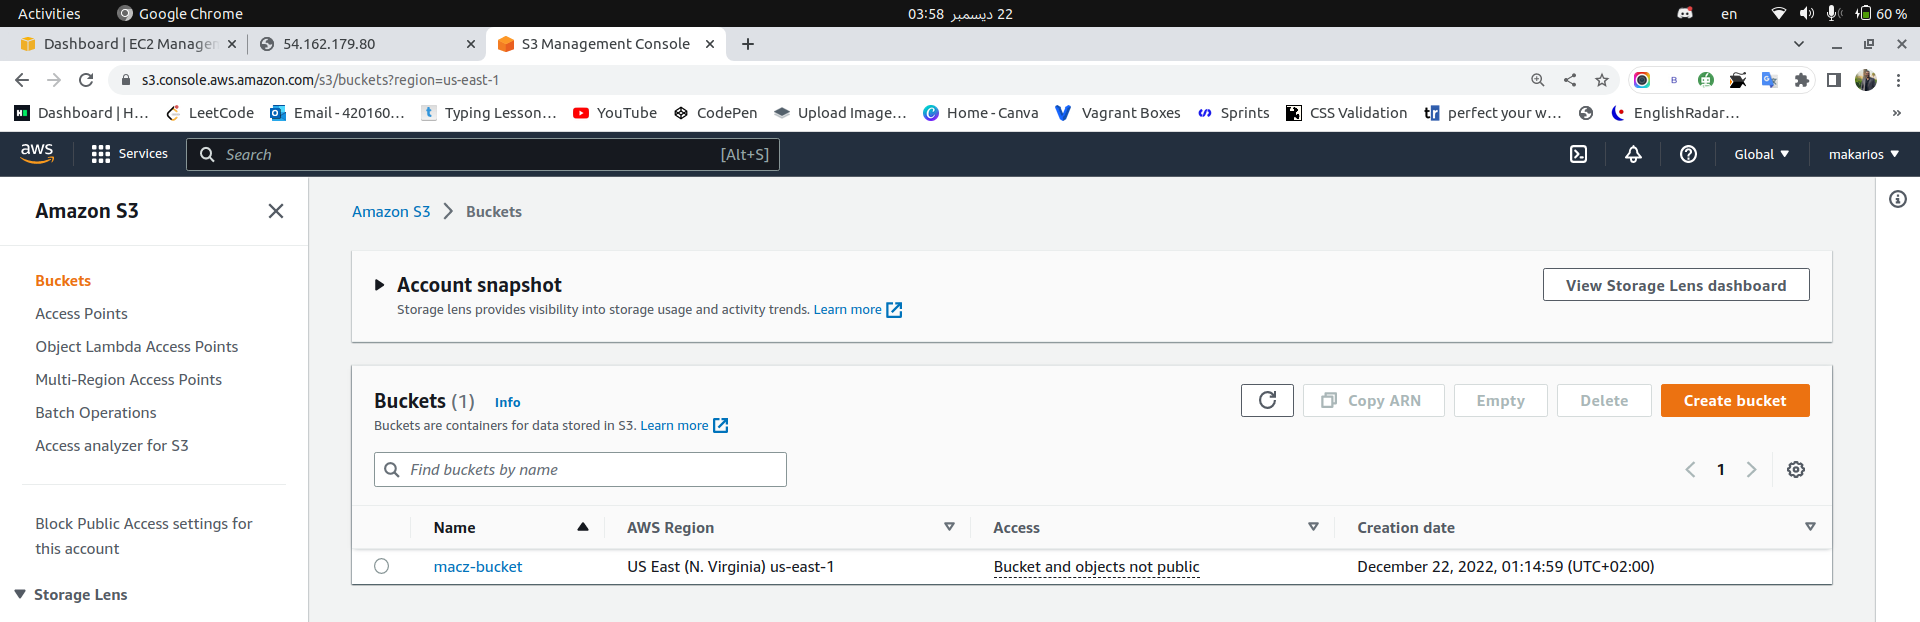 Activities Google Chrome 03:58 22 ديسمبر en 60 %
Dashboard | EC2 Manager 54.162.179.80 S3 Management Console
s3.console.aws.amazon.com/s3/buckets?region=us-east-1
Dashboard | H... LeetCode Email - 420160... Typing Lesson... YouTube CodePen Upload Image... Home - Canva Vagrant Boxes Sprints CSS Validation perfect your w... EnglishRadar... »
aws Services Search [Alt+S] Global makarios
Amazon S3
Buckets
Access Points
Object Lambda Access Points
Multi-Region Access Points
Batch Operations
Access analyzer for S3
Block Public Access settings for
this account
Storage Lens
Amazon S3 Buckets
Account snapshot
Storage lens provides visibility into storage usage and activity trends. Learn more
View Storage Lens dashboard
Buckets (1) Info
Buckets are containers for data stored in S3. Learn more
Copy ARN Empty Delete Create bucket
Find buckets by name
1
Name AWS Region Access Creation date
macz-bucket US East (N. Virginia) us-east-1 Bucket and objects not public December 22, 2022, 01:14:59 (UTC+02:00)